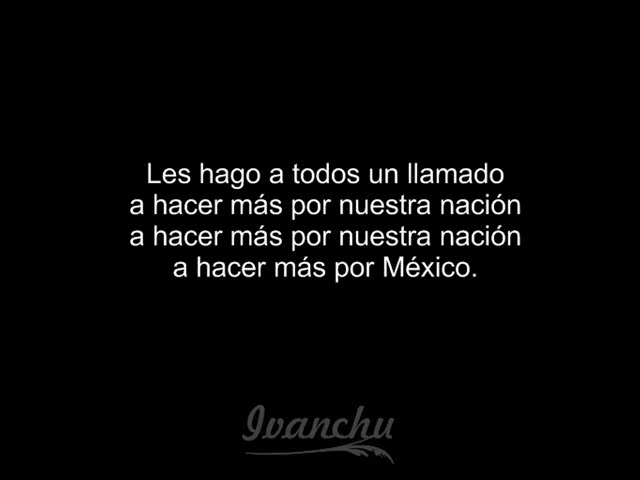 Les hago a todos un llamado
a hacer más por nuestra nación
a hacer más por nuestra nación
a hacer más por México.
Ivanchu